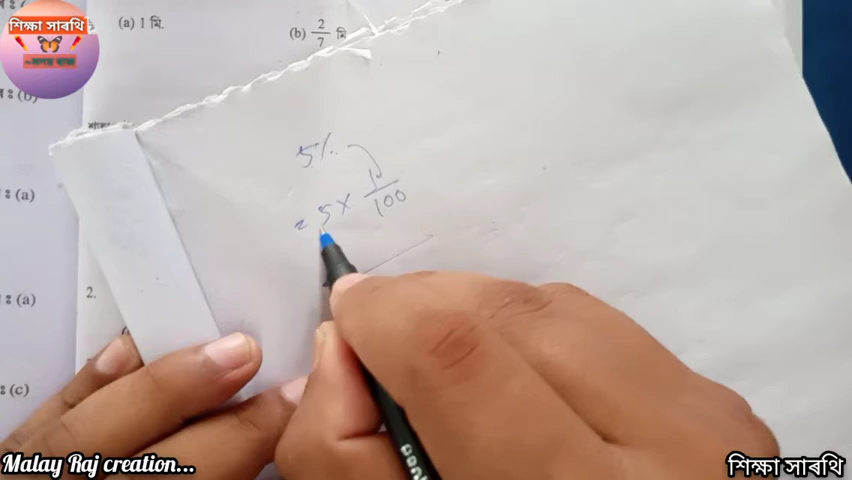 শিক্ষা সাৰথি
(a) 1 মি.
(b) 2/7 মি
ঃ (a)
2.
ঃ (a)
ঃ (c)
5%
1/100
= 5 ×
Malay Raj creation...
শিক্ষা সাৰথি